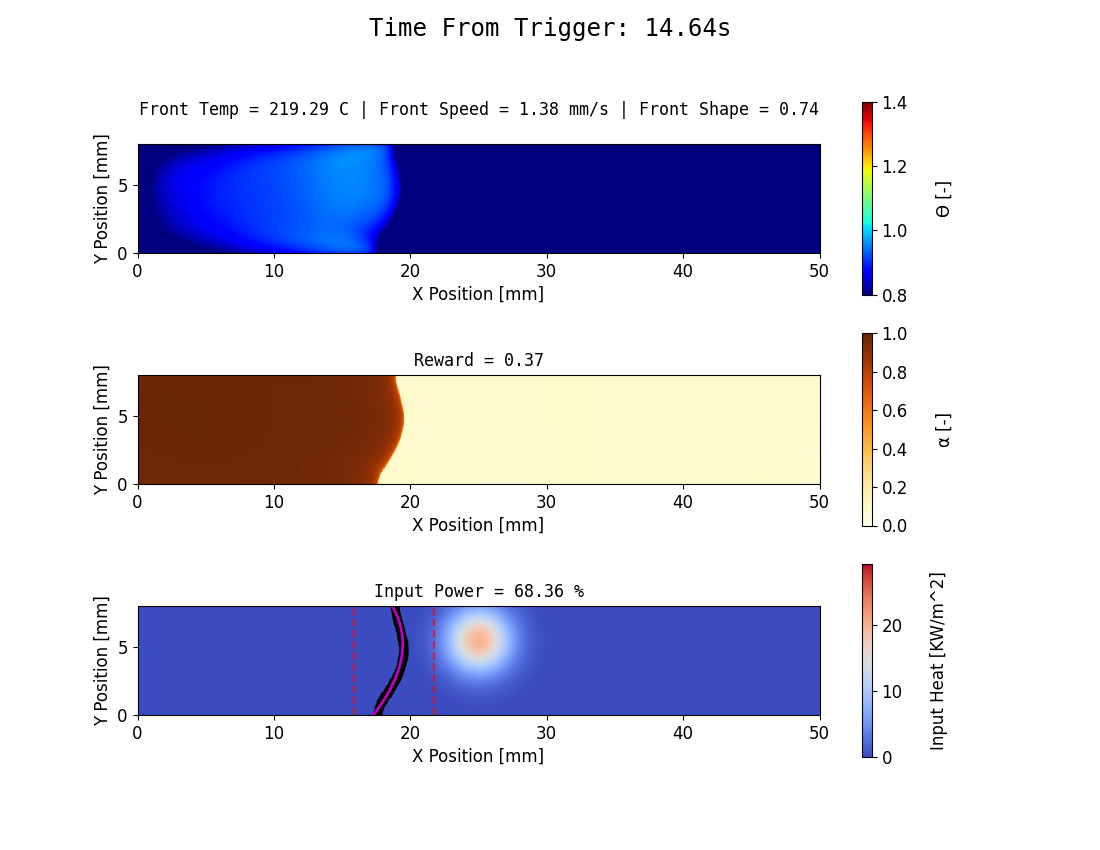 Time From Trigger: 14.64s
Front Temp = 219.29 C | Front Speed = 1.38 mm/s | Front Shape = 0.74
Y Position [mm]
5
0
0 10 20 30 40 50
X Position [mm]
1.4
1.2
1.0
0.8
Θ [-]
Reward = 0.37
Y Position [mm]
5
0
0 10 20 30 40 50
X Position [mm]
1.0
0.8
0.6
0.4
0.2
0.0
α [-]
Input Power = 68.36 %
Y Position [mm]
5
0
0 10 20 30 40 50
X Position [mm]
20
10
0
Input Heat [KW/m^2]